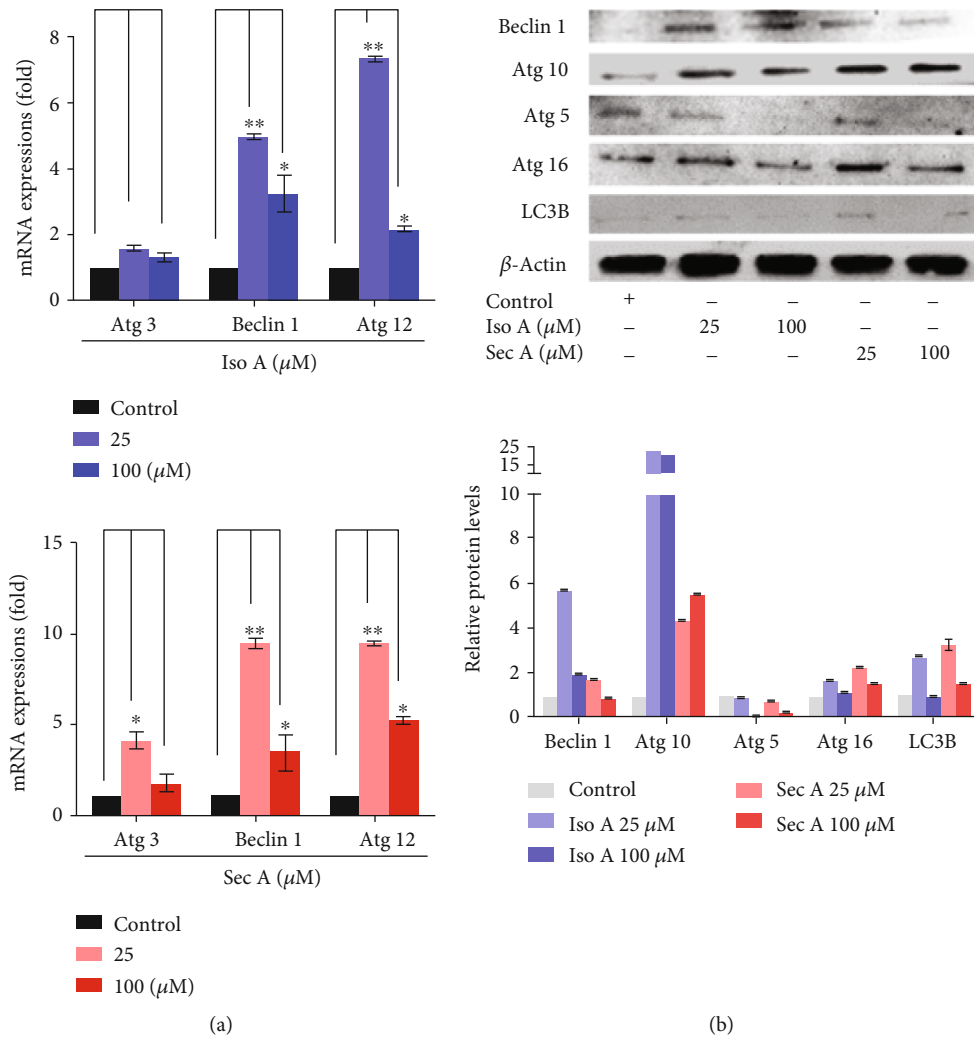 8
6
4
2
0
mRNA expressions (fold)
**
**
*
*
Atg 3 Beclin 1 Atg 12
Iso A (μM)
Control
25
100 (μM)
15
10
5
0
mRNA expressions (fold)
*
**
*
**
*
Atg 3 Beclin 1 Atg 12
Sec A (μM)
Control
25
100 (μM)
(a)
Beclin 1
Atg 10
Atg 5
Atg 16
LC3B
β-Actin
Control + – – – –
Iso A (μM) – 25 100 – –
Sec A (μM) – – – 25 100
25
15
10
8
6
4
2
0
Relative protein levels
Beclin 1 Atg 10 Atg 5 Atg 16 LC3B
Control Sec A 25 μM
Iso A 25 μM Sec A 100 μM
Iso A 100 μM
(b)